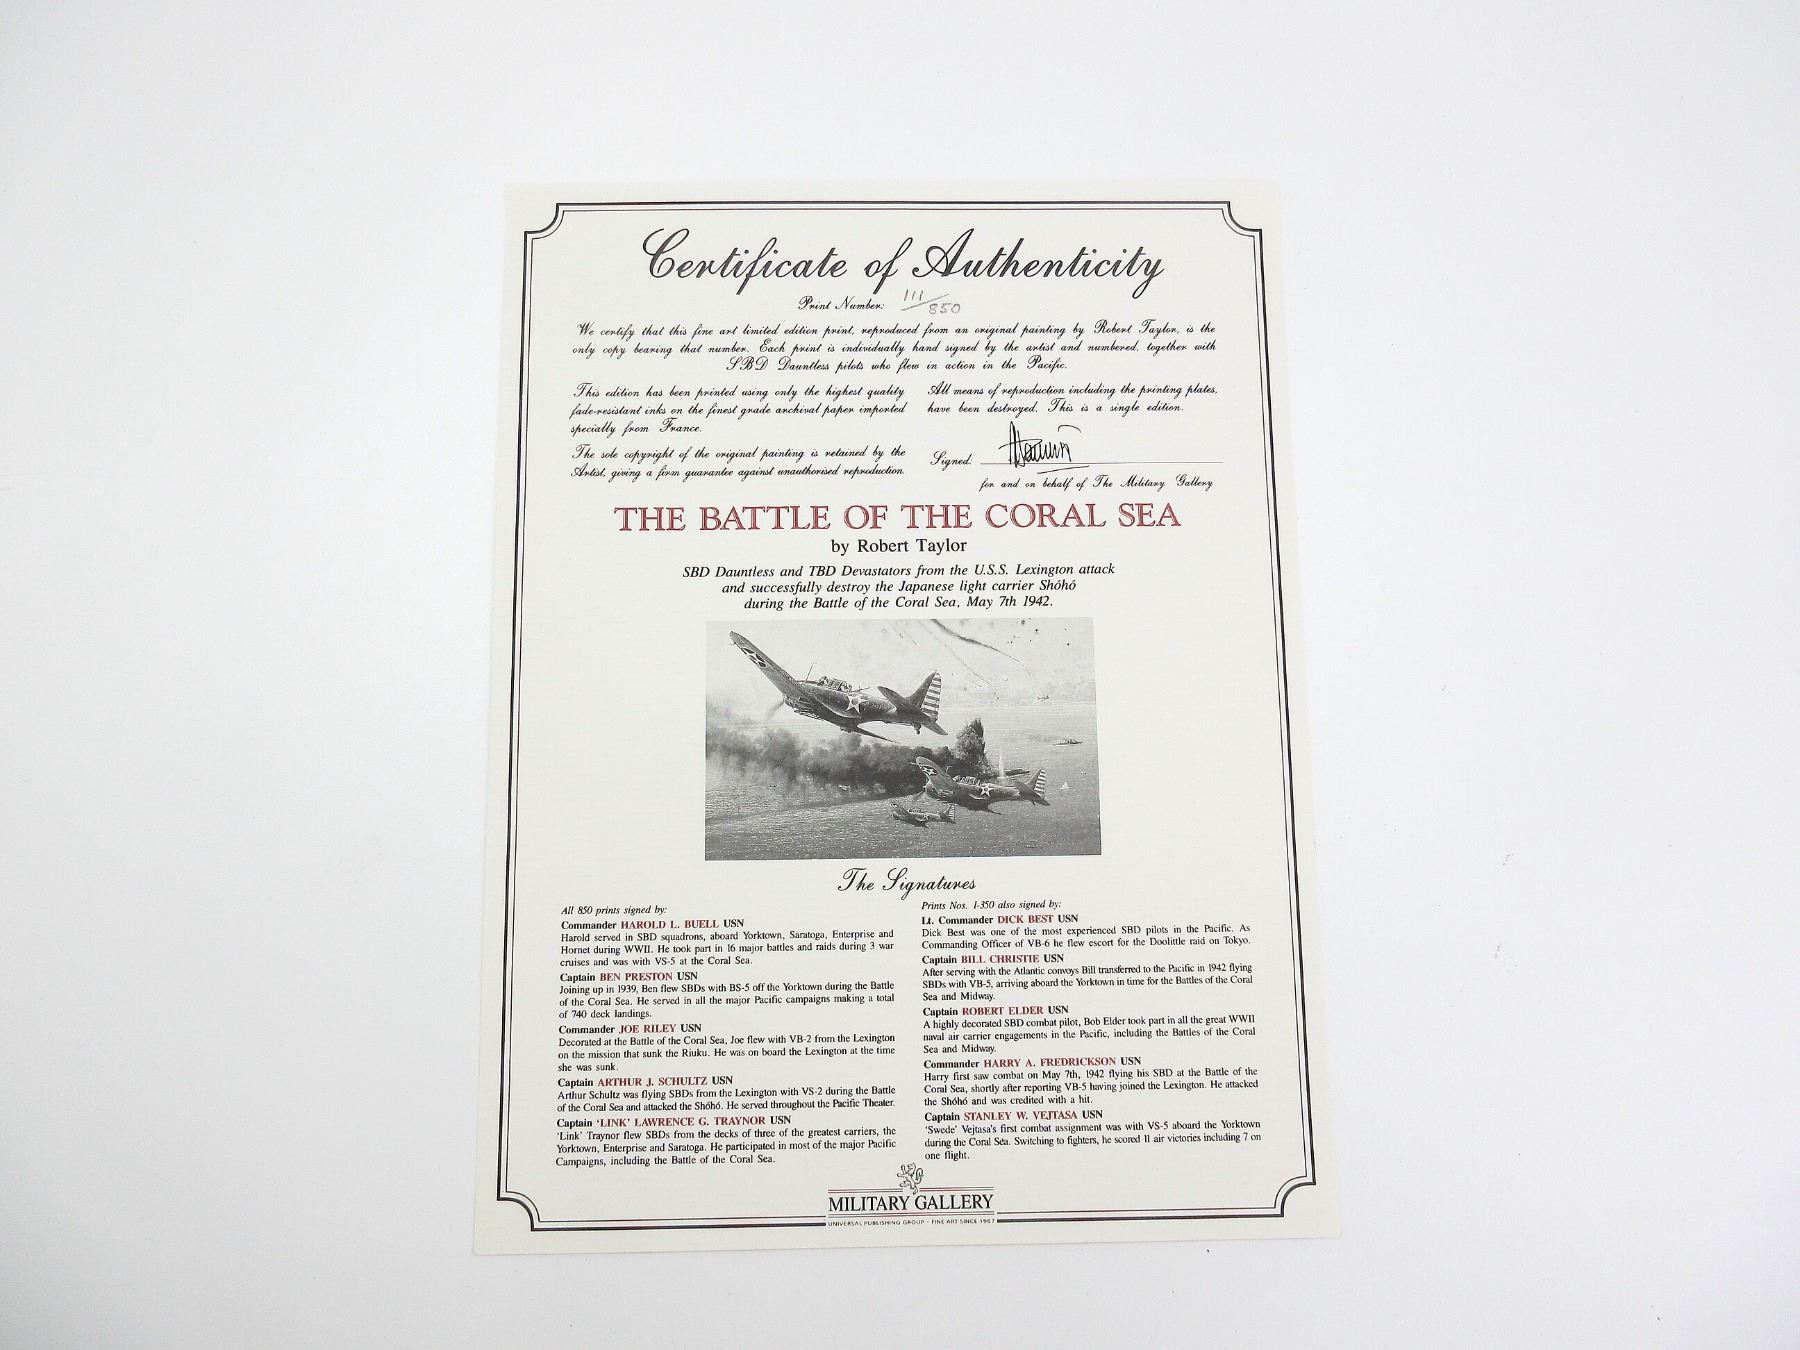 Certificate of Authenticity
Print Number: 111/850
We certify that this fine art limited edition print, reproduced from an original painting by Robert Taylor, is the
only copy bearing that number. Each print is individually hand signed by the artist and numbered, together with
SBD Dauntless pilots who flew in action in the Pacific.
This edition has been printed using only the highest quality
fade-resistant inks on the finest grade archival paper imported
specially from France.
The sole copyright of the original painting is retained by the
Artist, giving a firm guarantee against unauthorised reproduction.
All means of reproduction including the printing plates,
have been destroyed. This is a single edition.
Signed:
for and on behalf of The Military Gallery
THE BATTLE OF THE CORAL SEA
by Robert Taylor
SBD Dauntless and TBD Devastators from the U.S.S. Lexington attack
and successfully destroy the Japanese light carrier Shóhó
during the Battle of the Coral Sea, May 7th 1942.
The Signatures
All 850 prints signed by:
Commander HAROLD L. BUELL USN
Harold served in SBD squadrons, aboard Yorktown, Saratoga, Enterprise and
Hornet during WWII. He took part in 16 major battles and raids during 3 war
cruises and was with VS-5 at the Coral Sea.
Captain BEN PRESTON USN
Joining up in 1939, Ben flew SBDs with BS-5 off the Yorktown during the Battle
of the Coral Sea. He served in all the major Pacific campaigns making a total
of 740 deck landings.
Commander JOE RILEY USN
Decorated at the Battle of the Coral Sea, Joe flew with VB-2 from the Lexington
on the mission that sunk the Riuku. He was on board the Lexington at the time
she was sunk.
Captain ARTHUR J. SCHULTZ USN
Arthur Schultz was flying SBDs from the Lexington with VS-2 during the Battle
of the Coral Sea and attacked the Shóhó. He served throughout the Pacific Theater.
Captain 'LINK' LAWRENCE G. TRAYNOR USN
'Link' Traynor flew SBDs from the decks of three of the greatest carriers, the
Yorktown, Enterprise and Saratoga. He participated in most of the major Pacific
Campaigns, including the Battle of the Coral Sea.
Prints Nos. 1-350 also signed by:
Lt. Commander DICK BEST USN
Dick Best was one of the most experienced SBD pilots in the Pacific. As
Commanding Officer of VB-6 he flew escort for the Doolittle raid on Tokyo.
Captain BILL CHRISTIE USN
After serving with the Atlantic convoys Bill transferred to the Pacific in 1942 flying
SBDs with VB-5, arriving aboard the Yorktown in time for the Battles of the Coral
Sea and Midway.
Captain ROBERT ELDER USN
A highly decorated SBD combat pilot, Bob Elder took part in all the great WWII
naval air carrier engagements in the Pacific, including the Battles of the Coral
Sea and Midway.
Commander HARRY A. FREDRICKSON USN
Harry first saw combat on May 7th, 1942 flying his SBD at the Battle of the
Coral Sea, shortly after reporting VB-5 having joined the Lexington. He attacked
the Shóhó and was credited with a hit.
Captain STANLEY W. VEJTASA USN
'Swede' Vejtasa's first combat assignment was with VS-5 aboard the Yorktown
during the Coral Sea. Switching to fighters, he scored 11 air victories including 7 on
one flight.
MILITARY GALLERY
UNIVERSAL PUBLISHING GROUP - FINE ART SINCE 1967